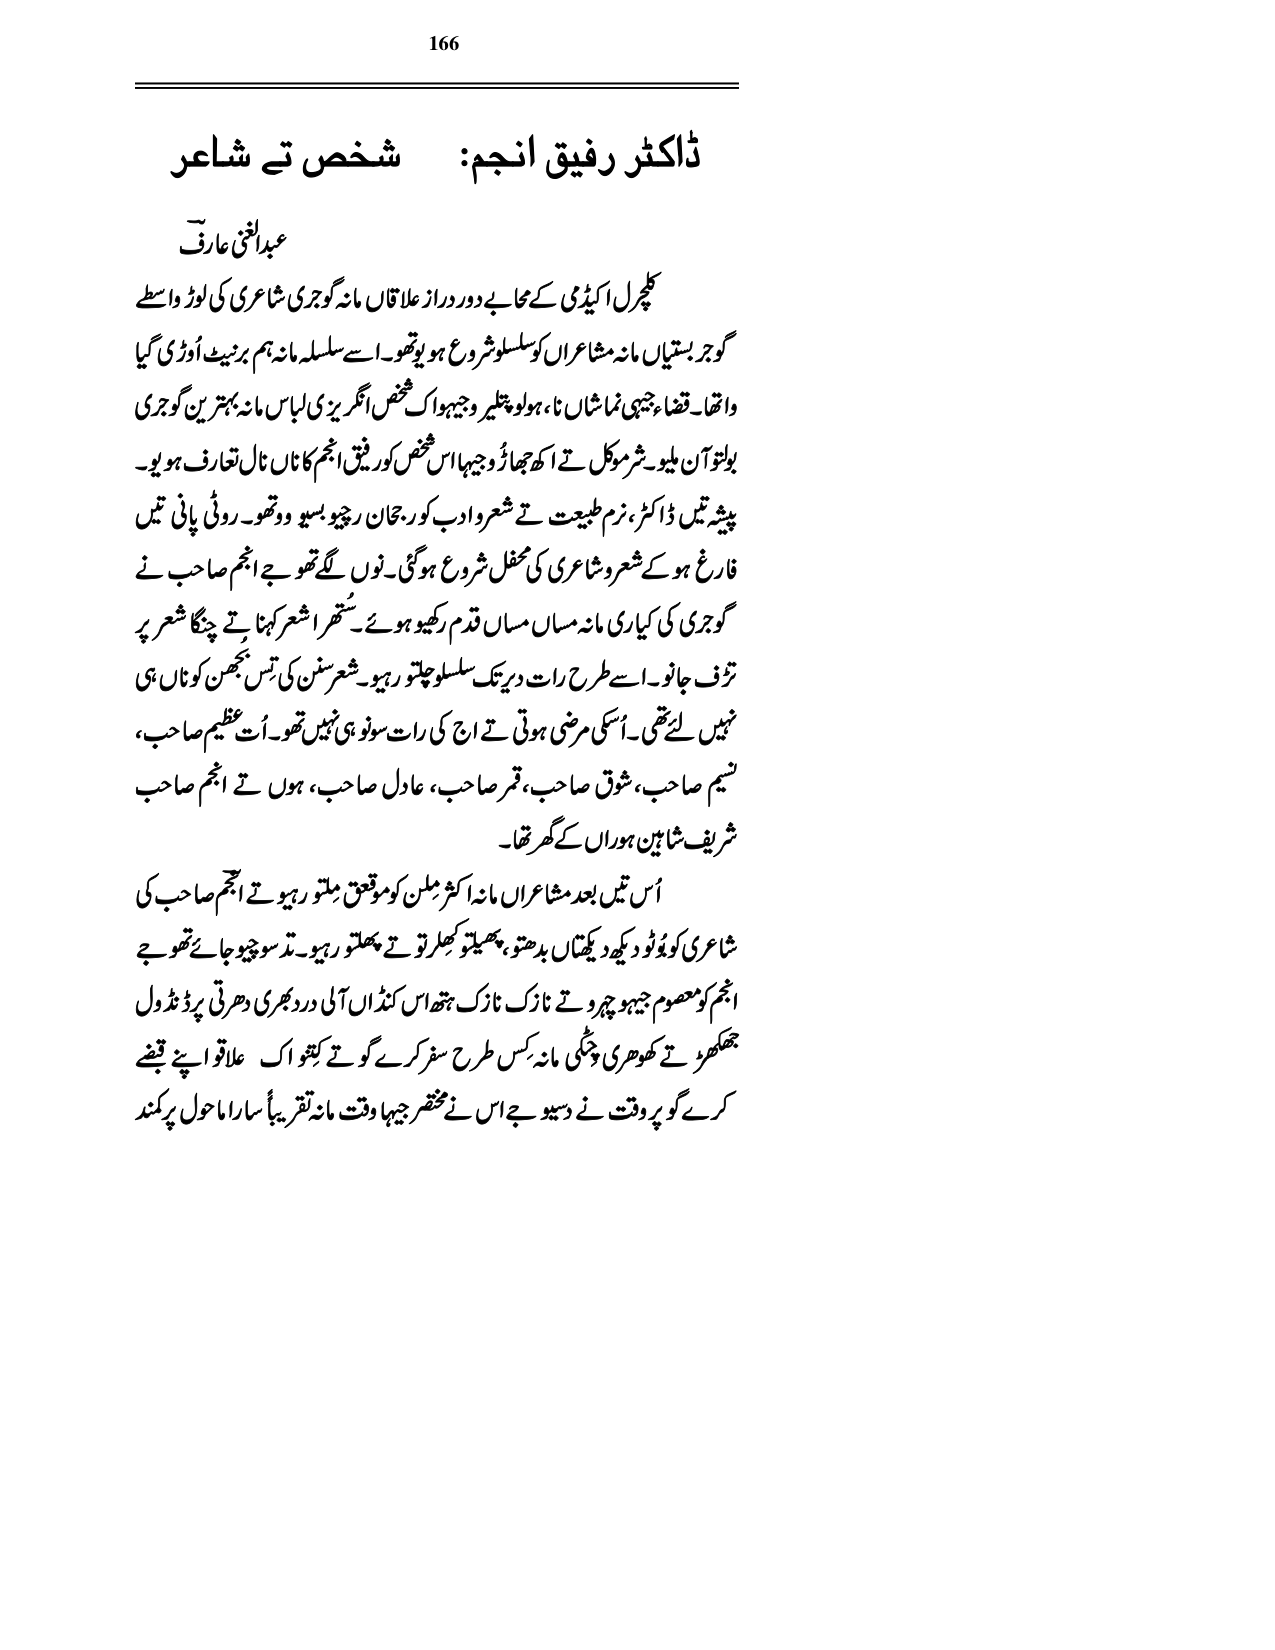 166
ڈاکٹر رفیق انجم: شخص تے شاعر
عبدالغنی عارفؔ
کلچرل اکیڈمی کے محابے دور دراز علاقاں مانہ گوجری شاعری کی لوڑ واسطے
گوجر بستیاں مانہ مشاعراں کو سلسلو شروع ہویو تھو۔ اسے سلسلہ مانہ ہم برنیٹ اُوڑی گیا
وا تھا۔ قضاء جیہی نماشاں نا، ہولو پتلیر وجیہو اک شخص انگریزی لباس مانہ بہترین گوجری
بولتو آن ملیو۔ شرموکل تے اکھ جھاڑُ وجیہا اس شخص کو رفیق انجم کا ناں نال تعارف ہویو۔
پیشہ تیں ڈاکٹر، نرم طبیعت تے شعر و ادب کو رجحان رچیو بسیو ووتھو۔ روٹی پانی تیں
فارغ ہو کے شعر و شاعری کی محفل شروع ہوگئی۔ نوں لگے تھو جے انجم صاحب نے
گوجری کی کیاری مانہ مساں مساں قدم رکھیو ہوئے۔ سُتھرا شعر کہنا تے چنگا شعر پر
تڑف جانو۔ اسے طرح رات دیر تک سلسلو چلتو رہیو۔ شعر سنن کی تِس بُجھن کو ناں ہی
نہیں لئے تھی۔ اُسکی مرضی ہوتی تے اج کی رات سونو ہی نہیں تھو۔ اُت عظیم صاحب،
نسیم صاحب، شوق صاحب، قمر صاحب، عادل صاحب، ہوں تے انجم صاحب
شریف شاہین ہوراں کے گھر تھا۔
اُس تیں بعد مشاعراں مانہ اکثر مِلن کو موقعق مِلتو رہیو تے انجمؔ صاحب کی
شاعری کو بُوٹو دیکھ دیکھتاں بدھتو، پھیلتو کھِلرتو تے پھلتو رہیو۔ تد سوچیو جائے تھو جے
انجم کو معصوم جیہو چہرو تے نازک نازک ہتھ اس کنڈاں آلی درد بھری دھرتی پر ڈنڈول
جھکھڑ تے کھوھری چٹکی مانہ کِس طرح سفر کرے گو تے کِتنو اک علاقو اپنے قبضے
کرے گو پر وقت نے دسیو جے اس نے مختصر جیہا وقت مانہ تقریباً سارا ماحول پر کمند